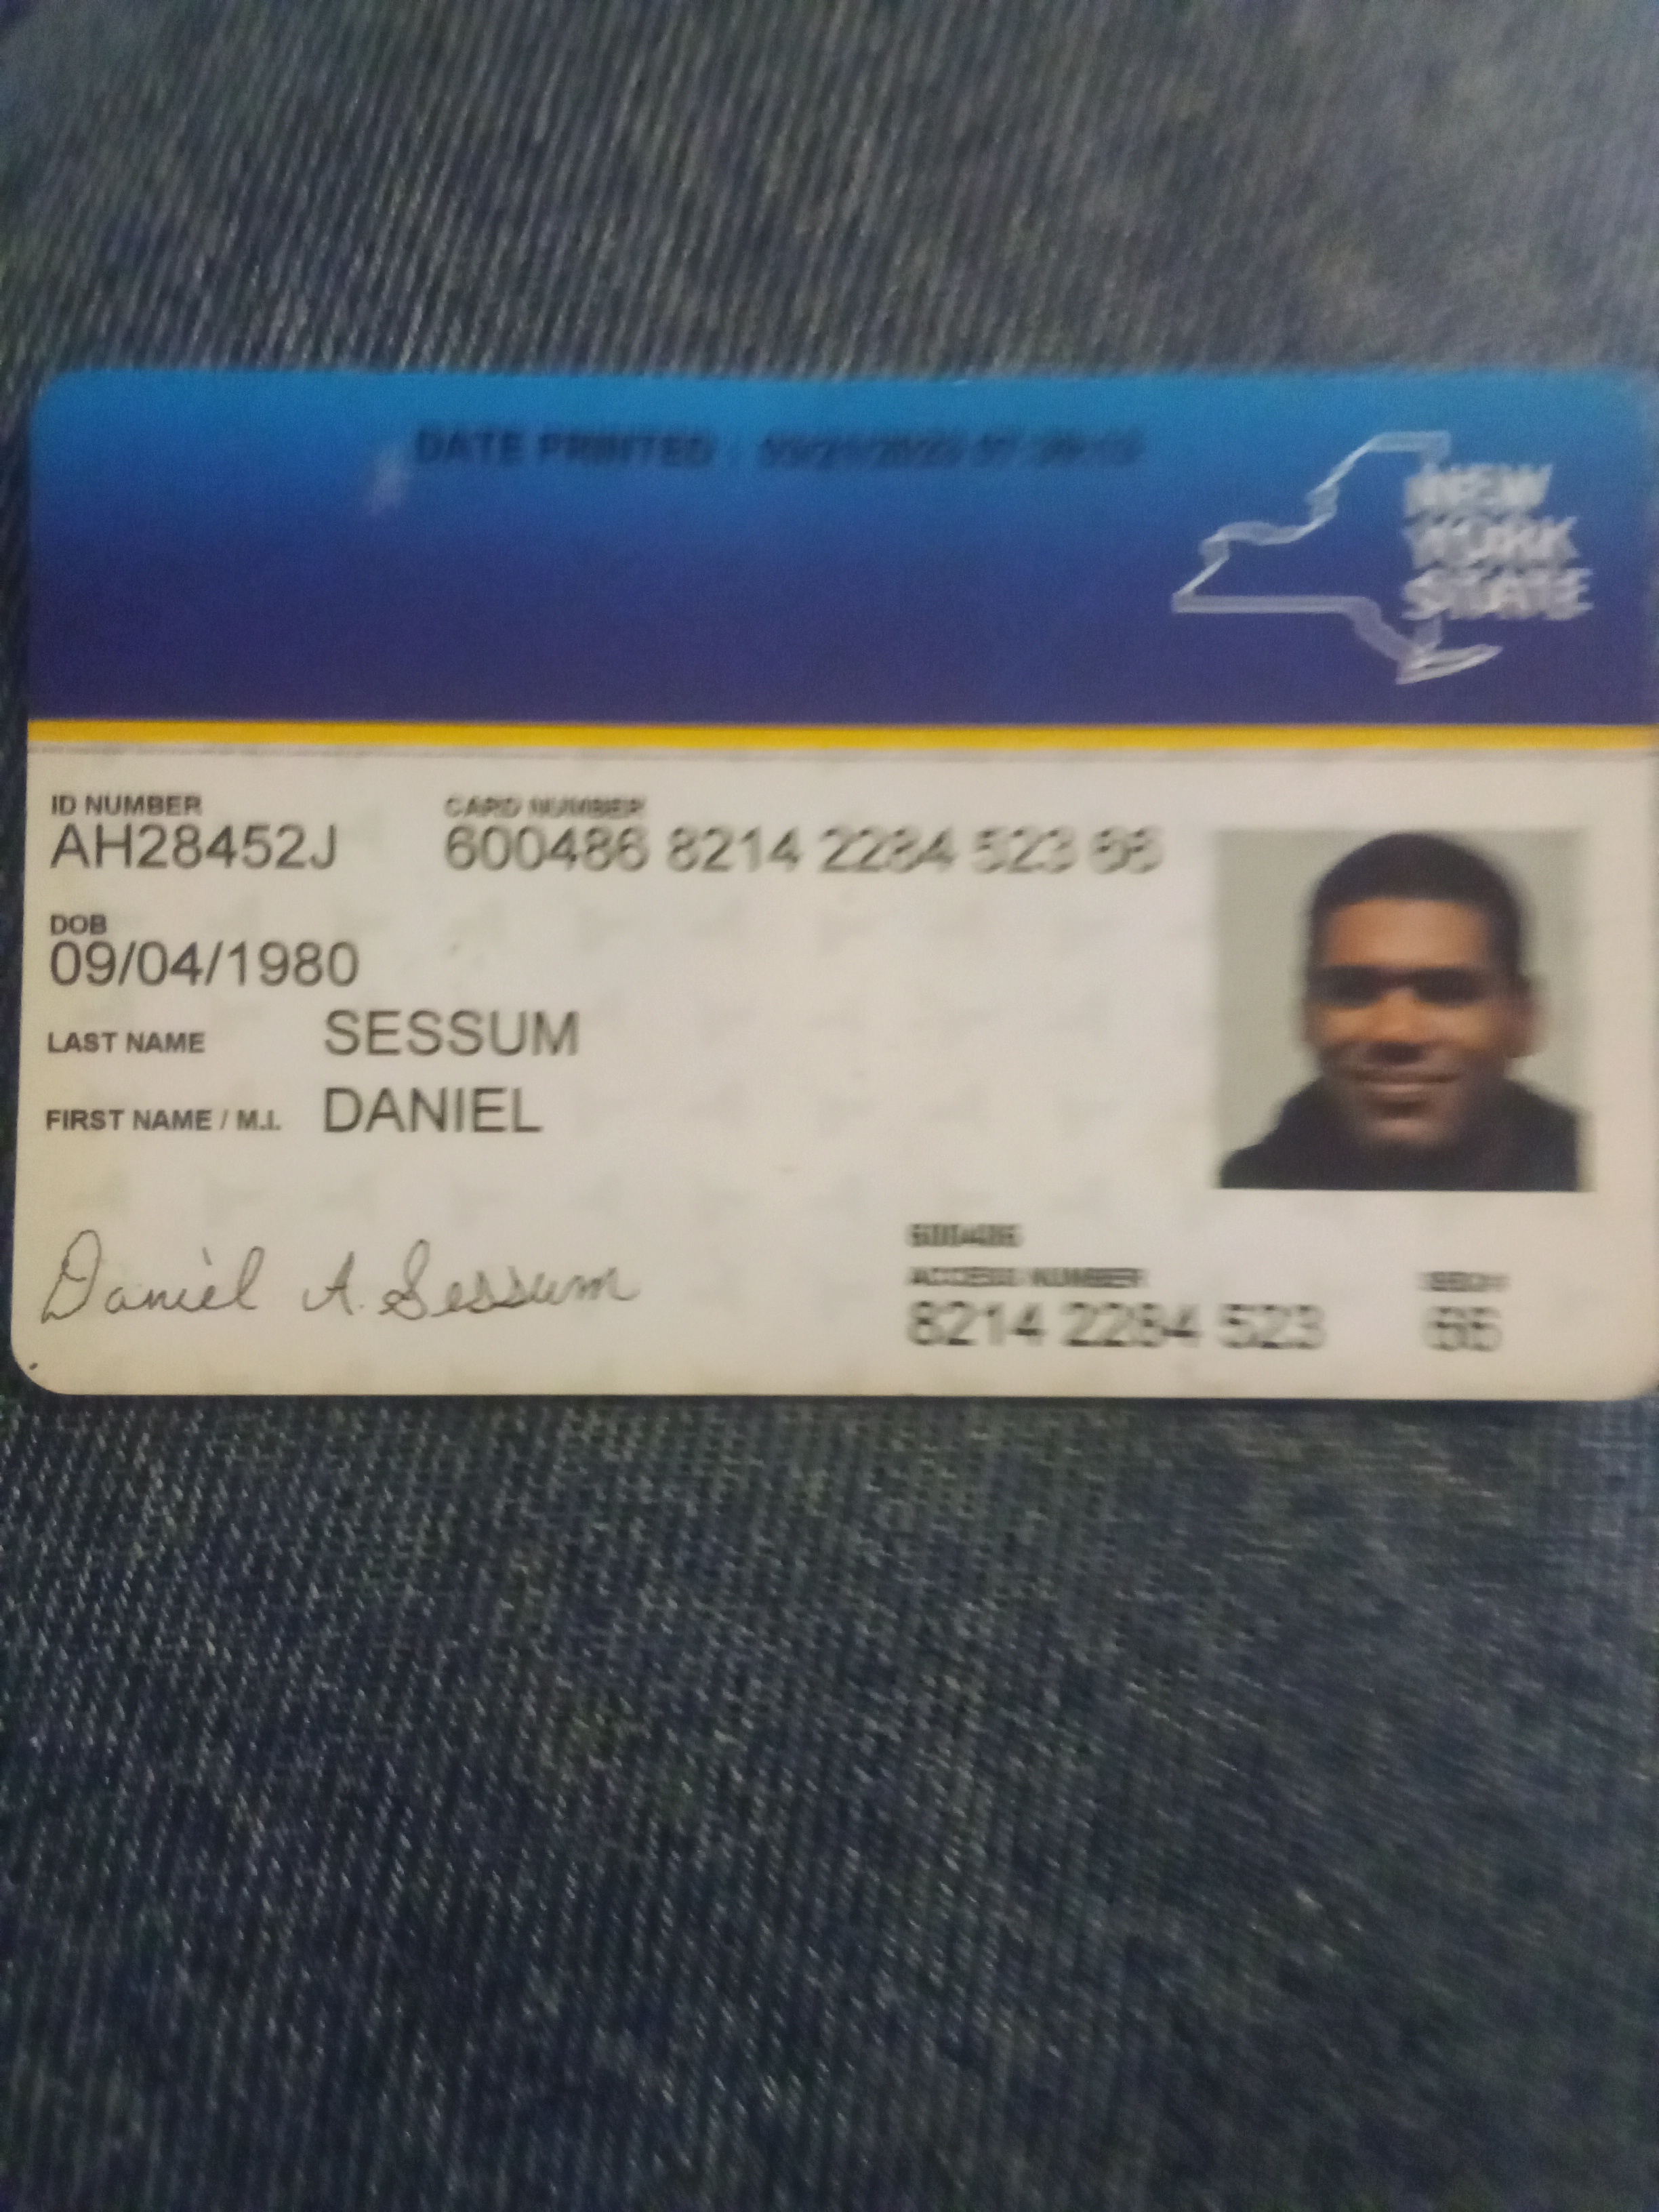 DATE PRINTED
NEW
YORK
STATE
ID NUMBER CARD NUMBER
AH28452J 600486 8214 2284 523
DOB
09/04/1980
LAST NAME SESSUM
FIRST NAME / M.I. DANIEL
Daniel A. Sessum
600486
ACCESS NUMBER
8214 2284 523